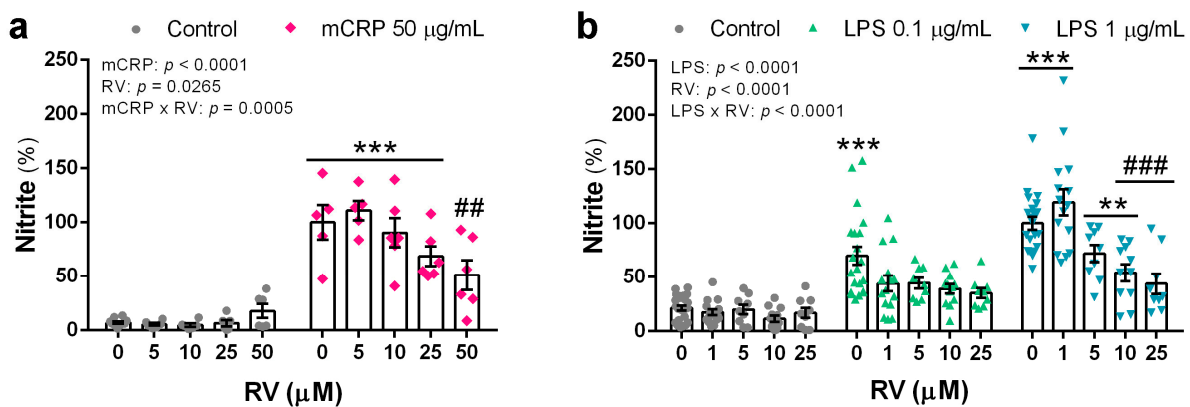 a
Control mCRP 50 μg/mL
mCRP: p < 0.0001
RV: p = 0.0265
mCRP x RV: p = 0.0005
Nitrite (%)
250
200
150
100
50
0
***
##
0 5 10 25 50 0 5 10 25 50
RV (μM)
b
Control LPS 0.1 μg/mL LPS 1 μg/mL
LPS: p < 0.0001
RV: p < 0.0001
LPS x RV: p < 0.0001
Nitrite (%)
250
200
150
100
50
0
***
***
###
**
0 1 5 10 25 0 1 5 10 25 0 1 5 10 25
RV (μM)